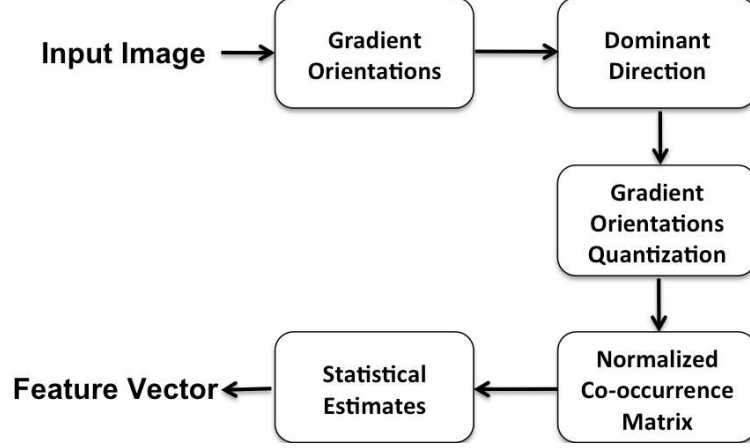 Input Image
Gradient
Orientations
Dominant
Direction
Gradient
Orientations
Quantization
Normalized
Co-occurrence
Matrix
Statistical
Estimates
Feature Vector